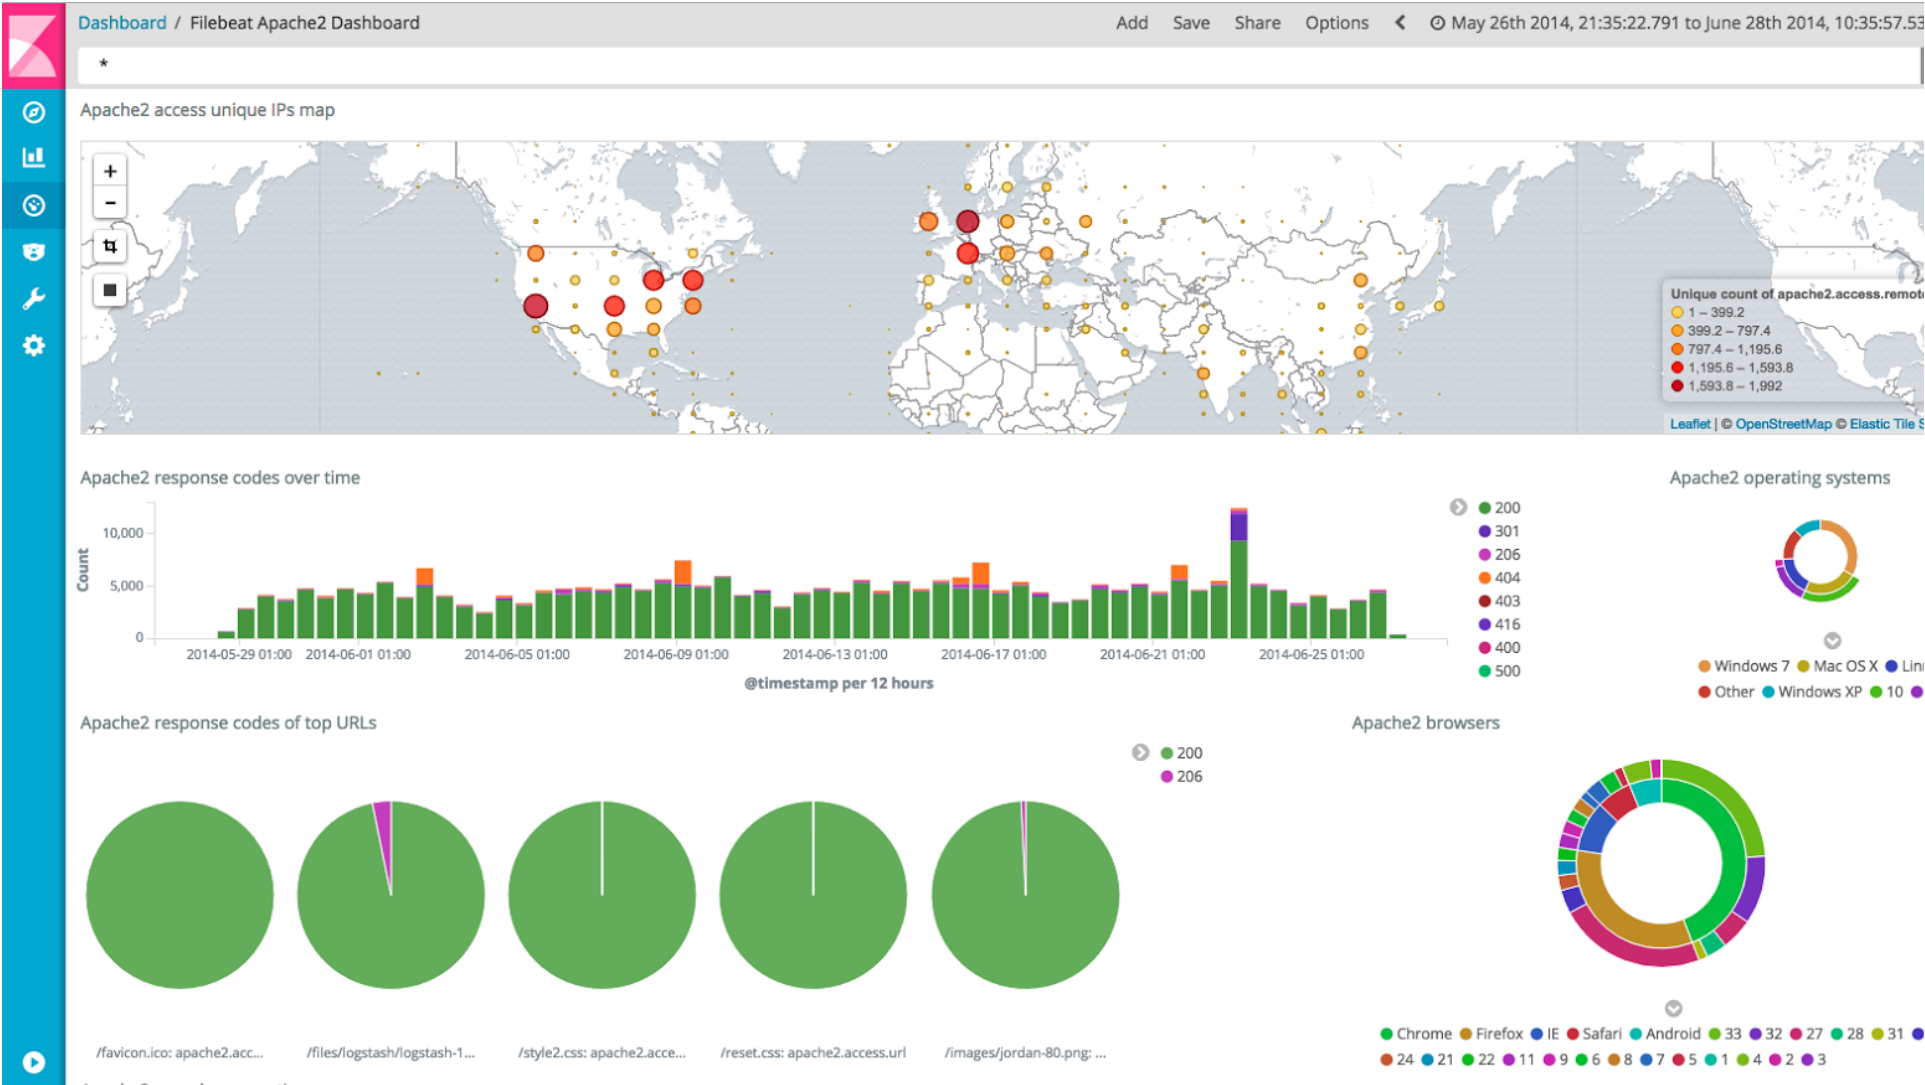 Dashboard / Filebeat Apache2 Dashboard
Add Save Share Options May 26th 2014, 21:35:22.791 to June 28th 2014, 10:35:57.53
*
Apache2 access unique IPs map
+
-
Unique count of apache2.access.remot
1 – 399.2
399.2 – 797.4
797.4 – 1,195.6
1,195.6 – 1,593.8
1,593.8 – 1,992
Leaflet | © OpenStreetMap © Elastic Tile S
Apache2 response codes over time
Count
10,000
5,000
0
2014-05-29 01:00 2014-06-01 01:00 2014-06-05 01:00 2014-06-09 01:00 2014-06-13 01:00 2014-06-17 01:00 2014-06-21 01:00 2014-06-25 01:00
@timestamp per 12 hours
200
301
206
404
403
416
400
500
Apache2 operating systems
Windows 7 Mac OS X Lin
Other Windows XP 10
Apache2 response codes of top URLs
200
206
/favicon.ico: apache2.acc...
/files/logstash/logstash-1...
/style2.css: apache2.acce...
/reset.css: apache2.access.url
/images/jordan-80.png: ...
Apache2 browsers
Chrome Firefox IE Safari Android 33 32 27 28 31
24 21 22 11 9 6 8 7 5 1 4 2 3